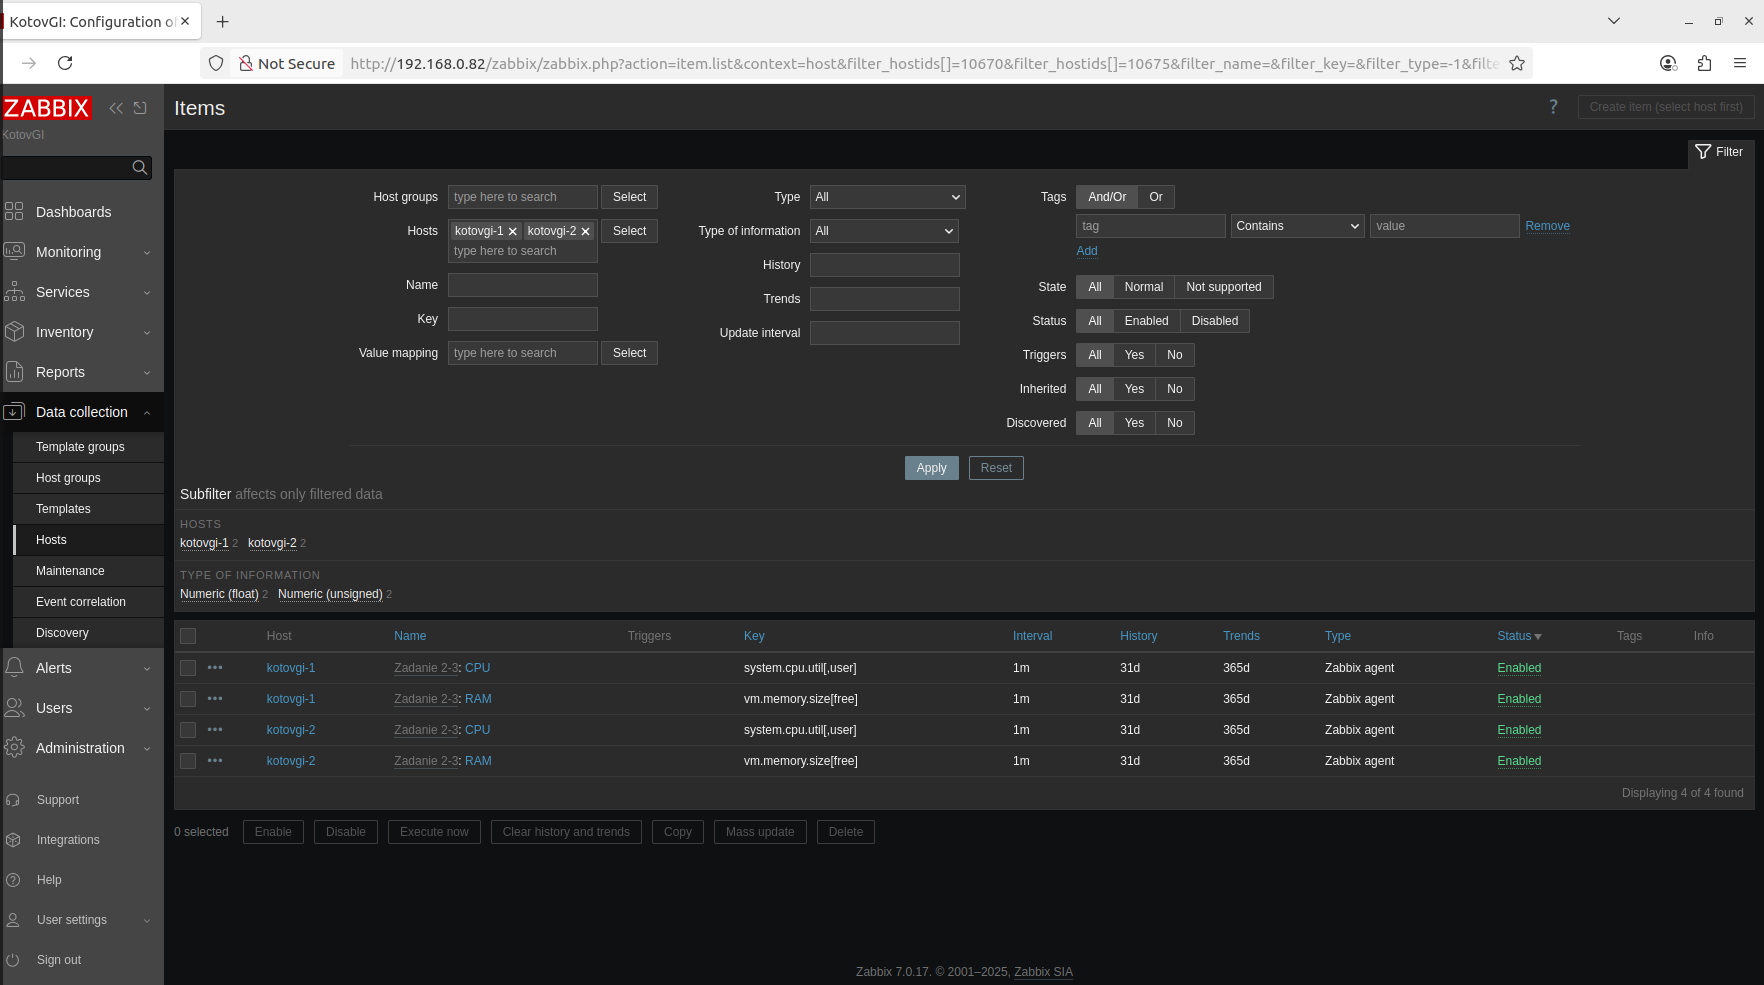 KotovGI: Configuration o
Not Secure http://192.168.0.82/zabbix/zabbix.php?action=item.list&context=host&filter_hostids[]=10670&filter_hostids[]=10675&filter_name=&filter_key=&filter_type=-1&filte
ZABBIX
KotovGI
Dashboards
Monitoring
Services
Inventory
Reports
Data collection
Template groups
Host groups
Templates
Hosts
Maintenance
Event correlation
Discovery
Alerts
Users
Administration
Support
Integrations
Help
User settings
Sign out
Items ? Create item (select host first)
Filter
Host groups type here to search Select
Hosts kotovgi-1 kotovgi-2 Select
type here to search
Name
Key
Value mapping type here to search Select
Type All
Type of information All
History
Trends
Update interval
Tags And/Or Or
tag Contains value Remove
Add
State All Normal Not supported
Status All Enabled Disabled
Triggers All Yes No
Inherited All Yes No
Discovered All Yes No
Apply Reset
Subfilter affects only filtered data
HOSTS
kotovgi-1 2 kotovgi-2 2
TYPE OF INFORMATION
Numeric (float) 2 Numeric (unsigned) 2
Host Name Triggers Key Interval History Trends Type Status Tags Info
kotovgi-1 Zadanie 2-3: CPU system.cpu.util[,user] 1m 31d 365d Zabbix agent Enabled
kotovgi-1 Zadanie 2-3: RAM vm.memory.size[free] 1m 31d 365d Zabbix agent Enabled
kotovgi-2 Zadanie 2-3: CPU system.cpu.util[,user] 1m 31d 365d Zabbix agent Enabled
kotovgi-2 Zadanie 2-3: RAM vm.memory.size[free] 1m 31d 365d Zabbix agent Enabled
Displaying 4 of 4 found
0 selected Enable Disable Execute now Clear history and trends Copy Mass update Delete
Zabbix 7.0.17. © 2001–2025, Zabbix SIA